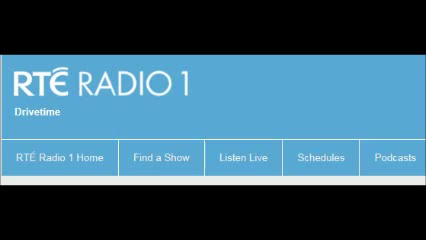 RTÉ RADIO 1
Drivetime
RTÉ Radio 1 Home Find a Show Listen Live Schedules Podcasts